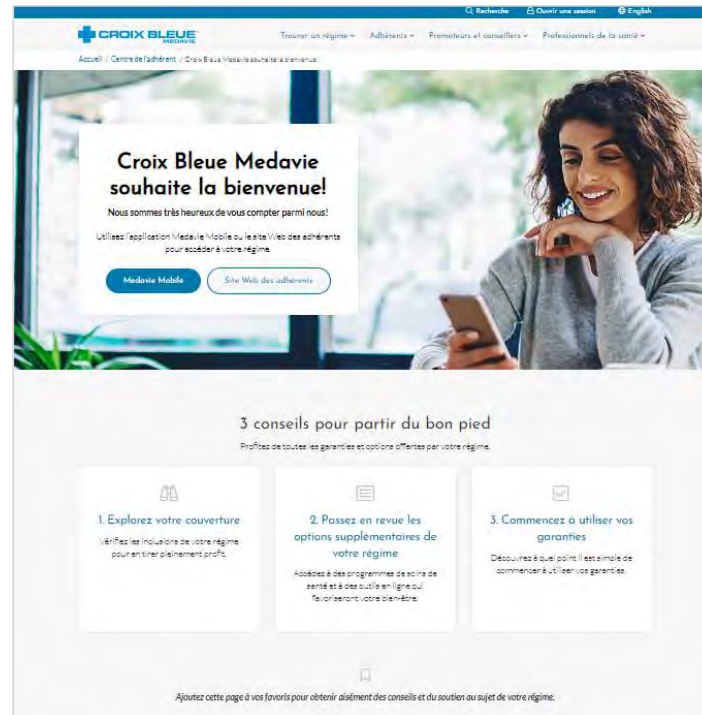 Recherche Ouvrir une session English
CROIX BLEUE
MEDAVIE
Trouver un régime Adhérents Promoteurs et conseillers Professionnels de la santé
Accueil / Centre de l'adhérent / Croix Bleue Medavie souhaite la bienvenue
Croix Bleue Medavie
souhaite la bienvenue!
Nous sommes très heureux de vous compter parmi nous!
Utilisez l'application Medavie Mobile ou le site Web des adhérents
pour accéder à votre régime.
Medavie Mobile Site Web des adhérents
3 conseils pour partir du bon pied
Profitez de toutes les garanties et options offertes par votre régime.
1. Explorez votre couverture
Vérifiez les inclusions de votre régime
pour en tirer pleinement profit.
2. Passez en revue les
options supplémentaires de
votre régime
Accédez à des programmes de soins de
santé et à des outils en ligne qui
favoriseront votre bien-être.
3. Commencez à utiliser vos
garanties
Découvrez à quel point il est simple de
commencer à utiliser vos garanties.
Ajoutez cette page à vos favoris pour obtenir aisément des conseils et du soutien au sujet de votre régime.